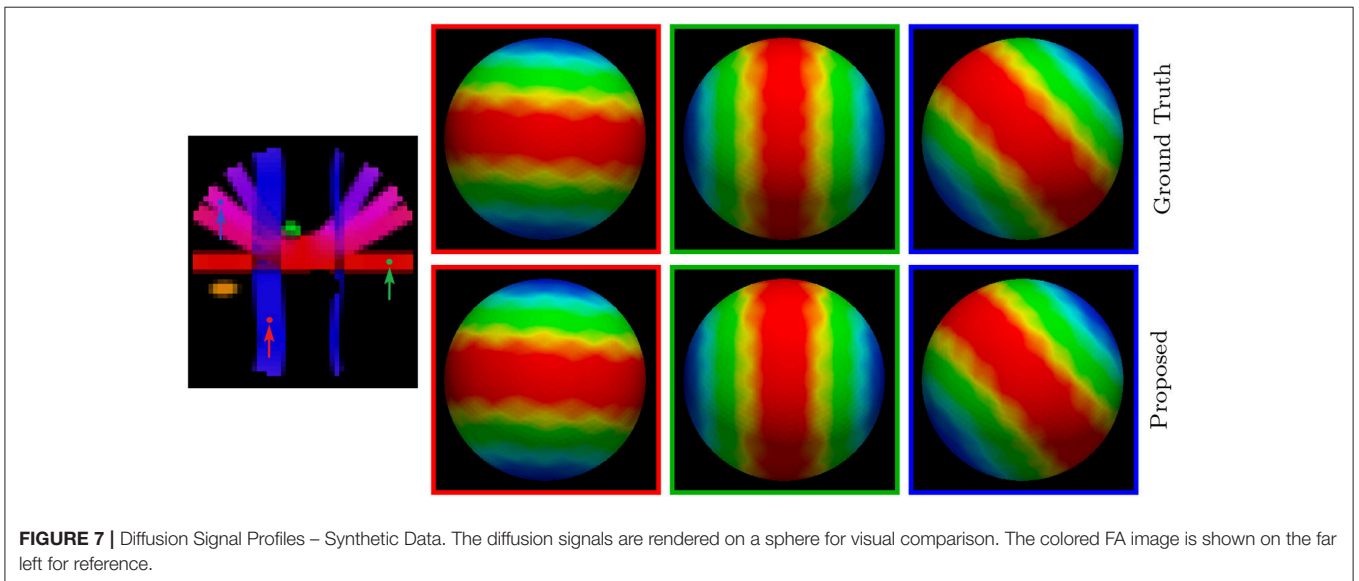 Ground Truth
Proposed
FIGURE 7 | Diffusion Signal Profiles – Synthetic Data. The diffusion signals are rendered on a sphere for visual comparison. The colored FA image is shown on the far
left for reference.